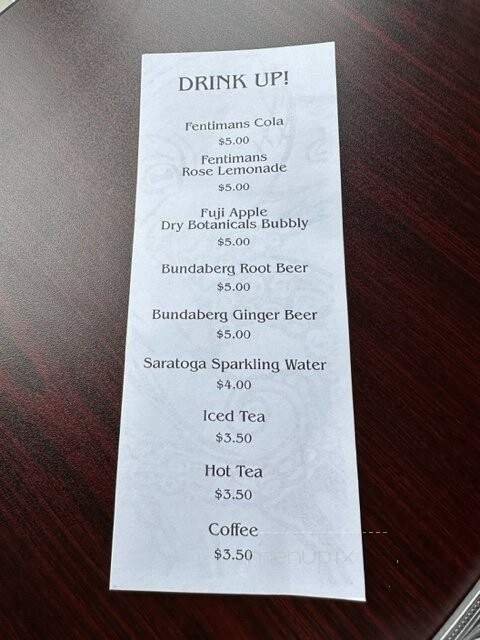 DRINK UP!
Fentimans Cola
$5.00
Fentimans
Rose Lemonade
$5.00
Fuji Apple
Dry Botanicals Bubbly
$5.00
Bundaberg Root Beer
$5.00
Bundaberg Ginger Beer
$5.00
Saratoga Sparkling Water
$4.00
Iced Tea
$3.50
Hot Tea
$3.50
Coffee
$3.50